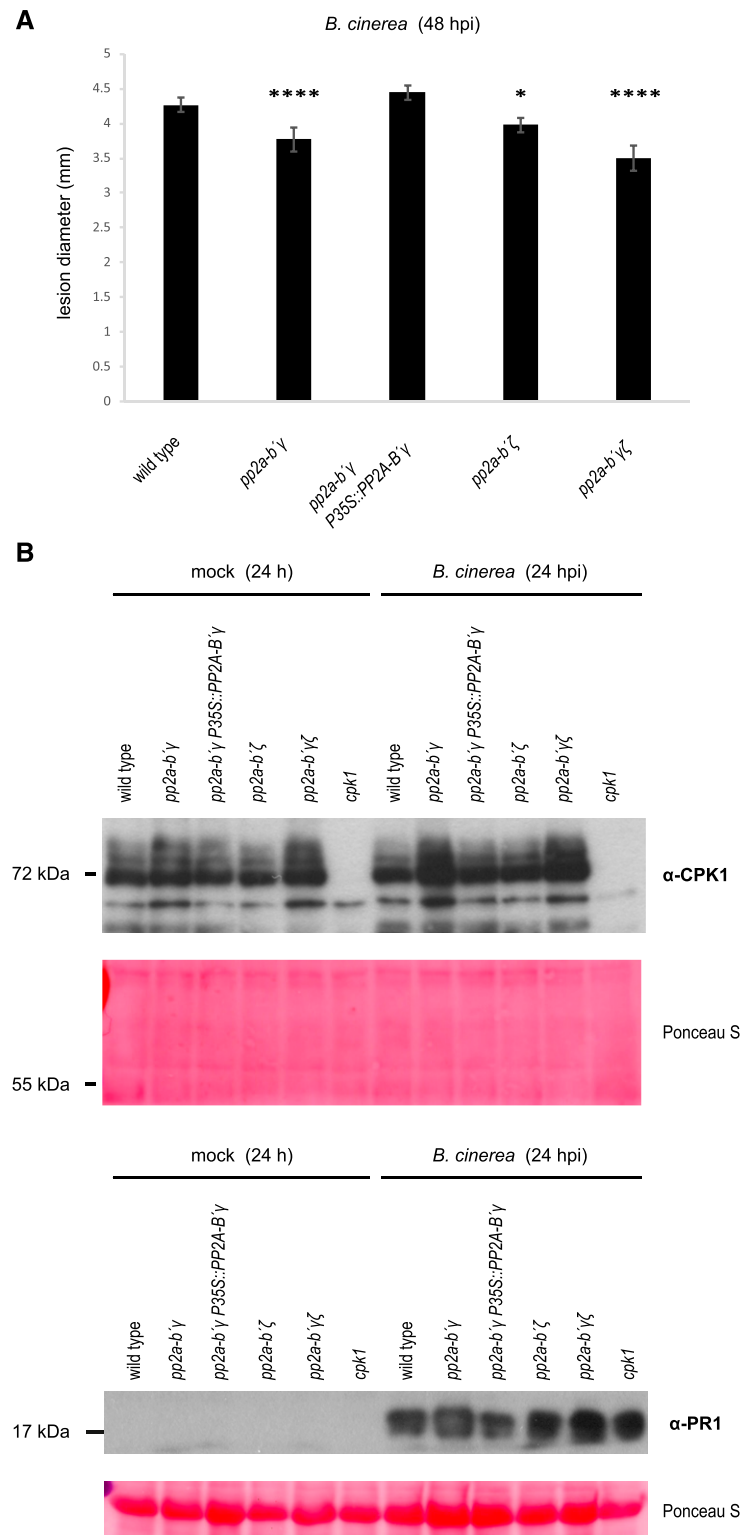 A
B. cinerea (48 hpi)
5
4.5
4
3.5
3
2.5
2
1.5
1
0.5
0
lesion diameter (mm)
**** * ****
wild type
pp2a-b´γ
pp2a-b´γ
P35S::PP2A-B´γ
pp2a-b´ζ
pp2a-b´γζ
B
mock (24 h) B. cinerea (24 hpi)
wild type
pp2a-b´γ
pp2a-b´γ P35S::PP2A-B´γ
pp2a-b´ζ
pp2a-b´γζ
cpk1
wild type
pp2a-b´γ
pp2a-b´γ P35S::PP2A-B´γ
pp2a-b´ζ
pp2a-b´γζ
cpk1
72 kDa
α-CPK1
Ponceau S
55 kDa
mock (24 h) B. cinerea (24 hpi)
wild type
pp2a-b´γ
pp2a-b´γ P35S::PP2A-B´γ
pp2a-b´ζ
pp2a-b´γζ
cpk1
wild type
pp2a-b´γ
pp2a-b´γ P35S::PP2A-B´γ
pp2a-b´ζ
pp2a-b´γζ
cpk1
17 kDa
α-PR1
Ponceau S